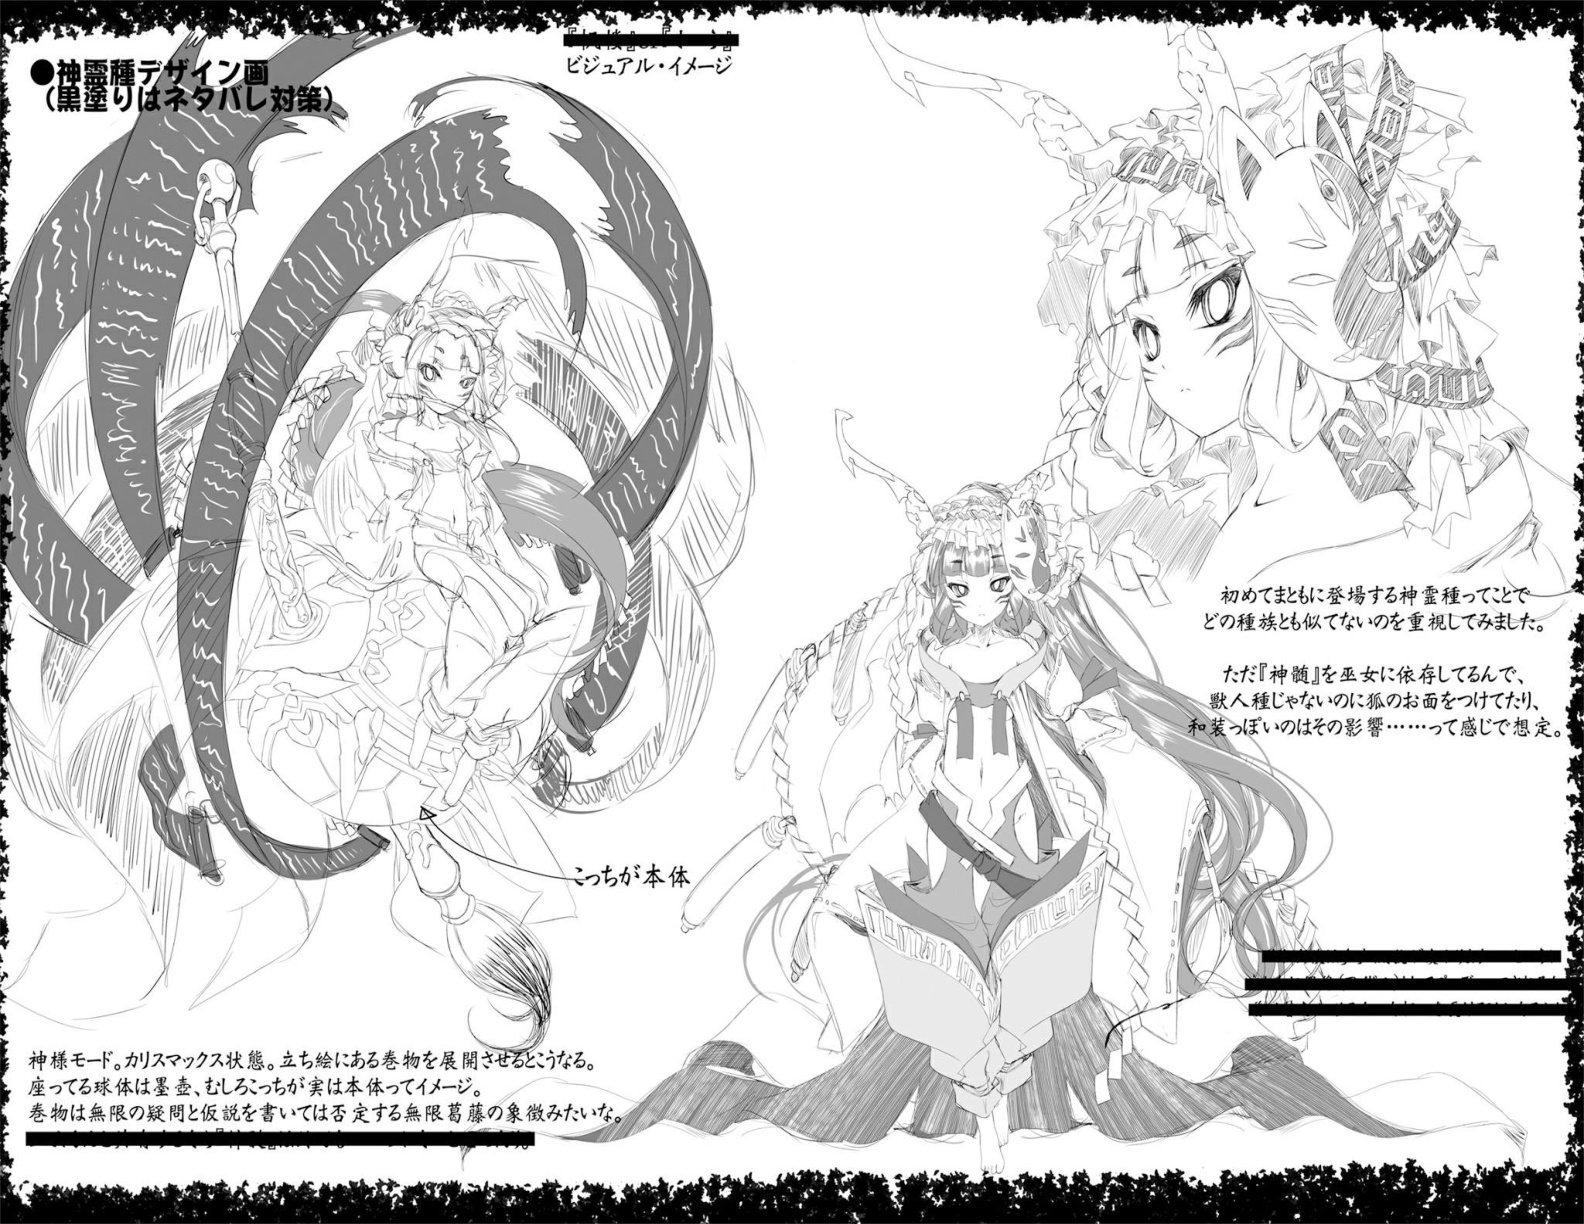 ●神霊種デザイン画
（黒塗りはネタバレ対策）
ビジュアル・イメージ
初めてまともに登場する神霊種ってことで
どの種族とも似てないのを重視してみました。
ただ『神髄』を巫女に依存してるんで、
獣人種じゃないのに狐のお面をつけてたり、
和装っぽいのはその影響……って感じで想定。
こっちが本体
神様モード。カリスマックス状態。立ち絵にある巻物を展開させるとこうなる。
座ってる球体は墨壺、むしろこっちが実は本体ってイメージ。
巻物は無限の疑問と仮説を書いては否定する無限葛藤の象徴みたいな。